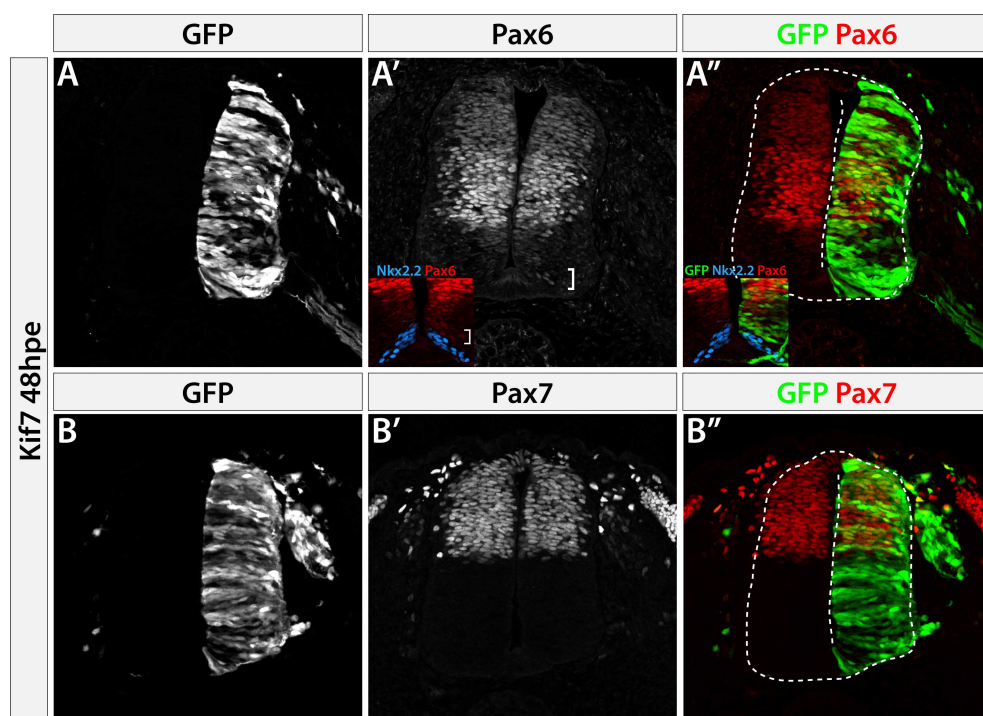 GFP
Pax6
GFP Pax6
Kif7 48hpe
A
A′
A″
Nkx2.2 Pax6
GFP Nkx2.2 Pax6
GFP
Pax7
GFP Pax7
B
B′
B″